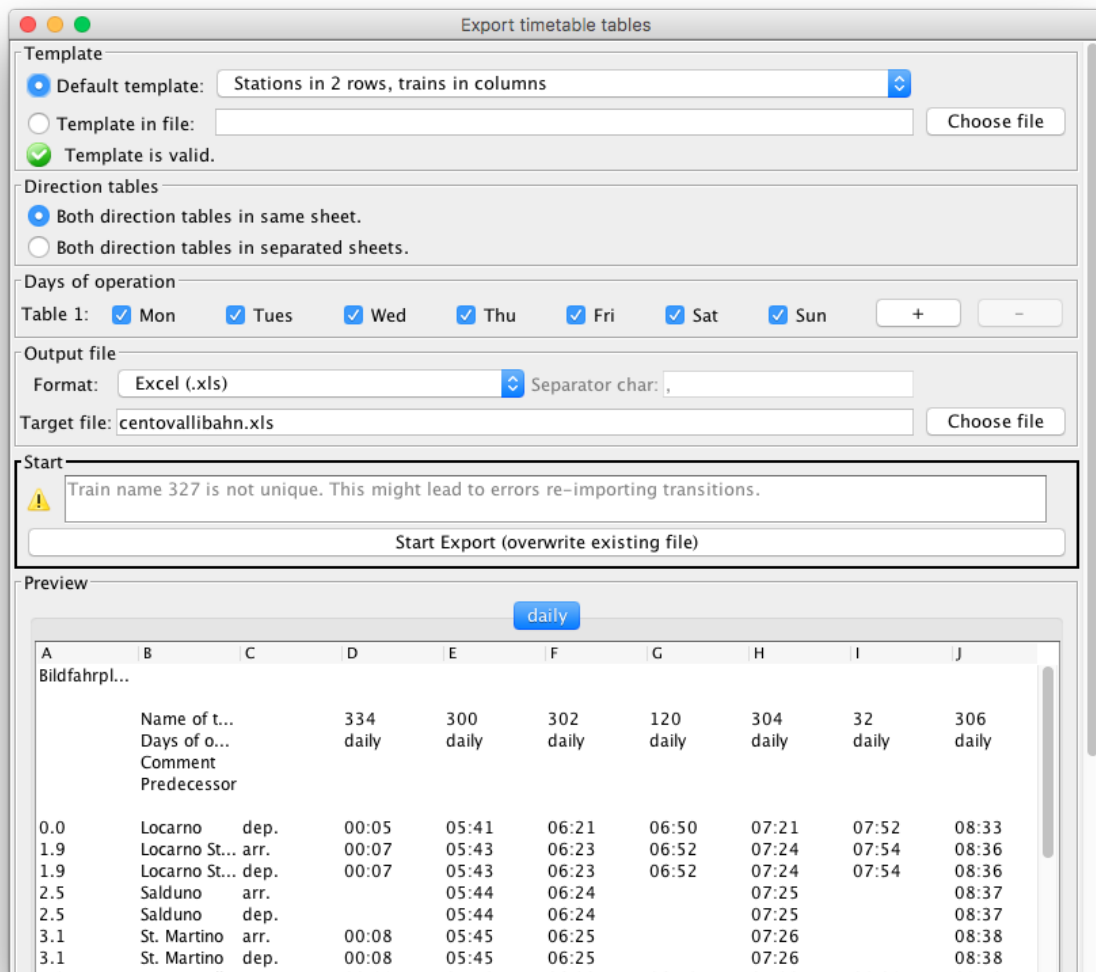 Export timetable tables
Template
Default template: Stations in 2 rows, trains in columns
Template in file: Choose file
Template is valid.
Direction tables
Both direction tables in same sheet.
Both direction tables in separated sheets.
Days of operation
Table 1: Mon Tues Wed Thu Fri Sat Sun + -
Output file
Format: Excel (.xls) Separator char: ,
Target file: centovallibahn.xls Choose file
Start
Train name 327 is not unique. This might lead to errors re-importing transitions.
Start Export (overwrite existing file)
Preview
daily
A B C D E F G H I J
Bildfahrpl...
Name of t... 334 300 302 120 304 32 306
Days of o... daily daily daily daily daily daily daily
Comment
Predecessor
0.0 Locarno dep. 00:05 05:41 06:21 06:50 07:21 07:52 08:33
1.9 Locarno St... arr. 00:07 05:43 06:23 06:52 07:24 07:54 08:36
1.9 Locarno St... dep. 00:07 05:43 06:23 06:52 07:24 07:54 08:36
2.5 Salduno arr. 05:44 06:24 07:25 08:37
2.5 Salduno dep. 05:44 06:24 07:25 08:37
3.1 St. Martino arr. 00:08 05:45 06:25 07:26 08:38
3.1 St. Martino dep. 00:08 05:45 06:25 07:26 08:38